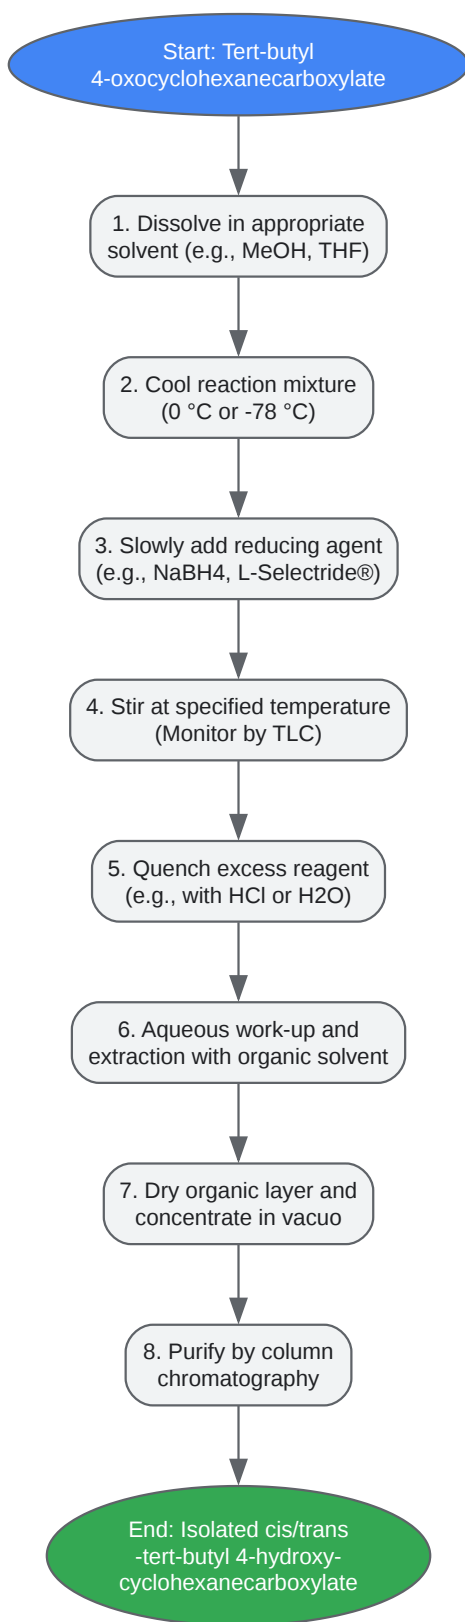 Start: Tert-butyl
4-oxocyclohexanecarboxylate
1. Dissolve in appropriate
solvent (e.g., MeOH, THF)
2. Cool reaction mixture
(0 °C or -78 °C)
3. Slowly add reducing agent
(e.g., NaBH4, L-Selectride®)
4. Stir at specified temperature
(Monitor by TLC)
5. Quench excess reagent
(e.g., with HCl or H2O)
6. Aqueous work-up and
extraction with organic solvent
7. Dry organic layer and
concentrate in vacuo
8. Purify by column
chromatography
End: Isolated cis/trans
-tert-butyl 4-hydroxy-
cyclohexanecarboxylate